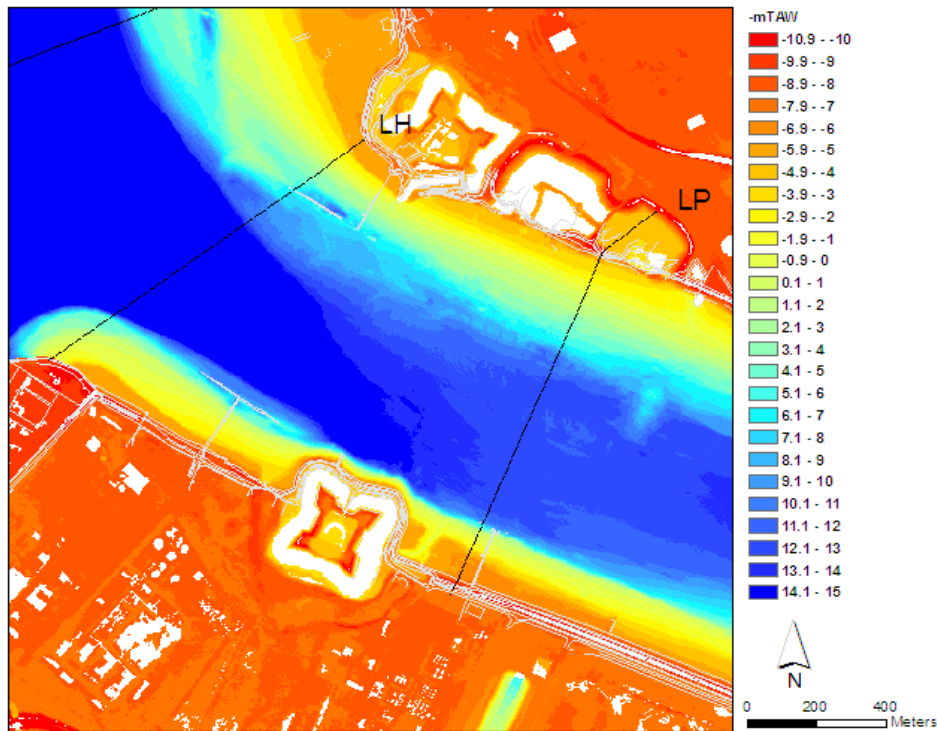 LH
LP
-mTAW
-10.9 - -10
-9.9 - -9
-8.9 - -8
-7.9 - -7
-6.9 - -6
-5.9 - -5
-4.9 - -4
-3.9 - -3
-2.9 - -2
-1.9 - -1
-0.9 - 0
0.1 - 1
1.1 - 2
2.1 - 3
3.1 - 4
4.1 - 5
5.1 - 6
6.1 - 7
7.1 - 8
8.1 - 9
9.1 - 10
10.1 - 11
11.1 - 12
12.1 - 13
13.1 - 14
14.1 - 15
N
0 200 400
Meters